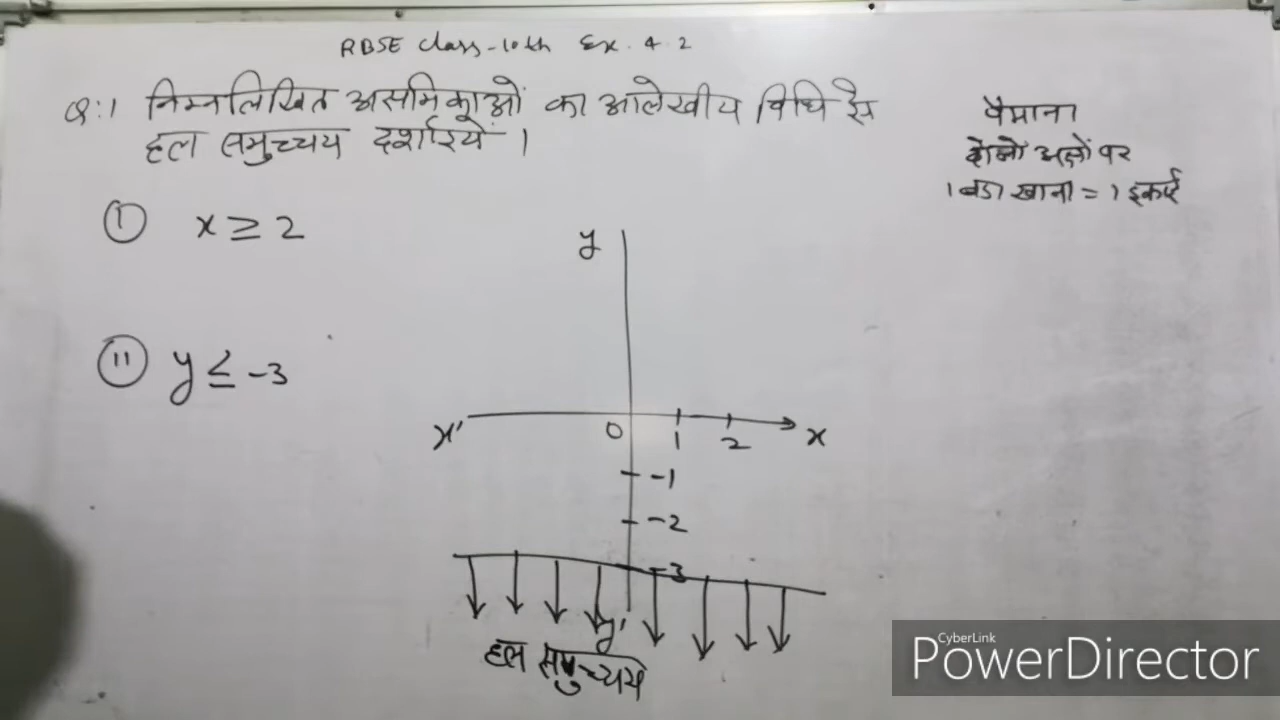 RBSE Class-10th Ex. 4.2
Q:1 निम्नलिखित असमिकाओं का आलेखीय विधि से
हल समुच्चय दर्शाइये ।
पैमाना
दोनों अक्षों पर
1 बडा खाना = 1 इकाई
I x ≥ 2
II y ≤ -3
y
x' 0 1 2 x
-1
-2
-3
y'
हल समुच्चय
CyberLink
PowerDirector